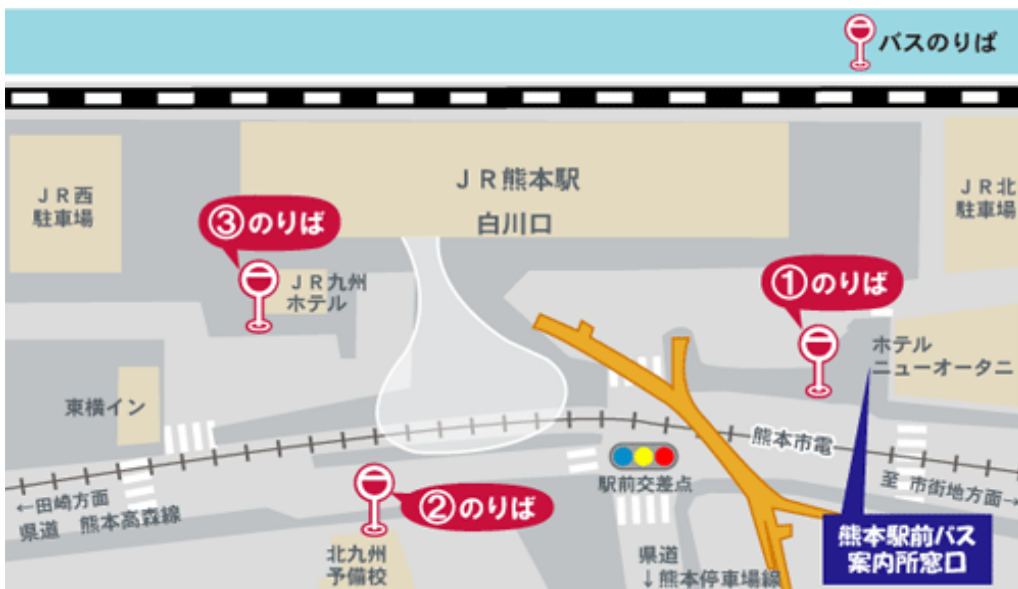 バスのりば
JR熊本駅
白川口
JR西
駐車場
JR北
駐車場
③のりば
JR九州
ホテル
①のりば
ホテル
ニューオータニ
東横イン
熊本市電
駅前交差点
←田崎方面
県道 熊本高森線
②のりば
至 市街地方面→
北九州
予備校
県道
↓熊本停車場線
熊本駅前バス
案内所窓口